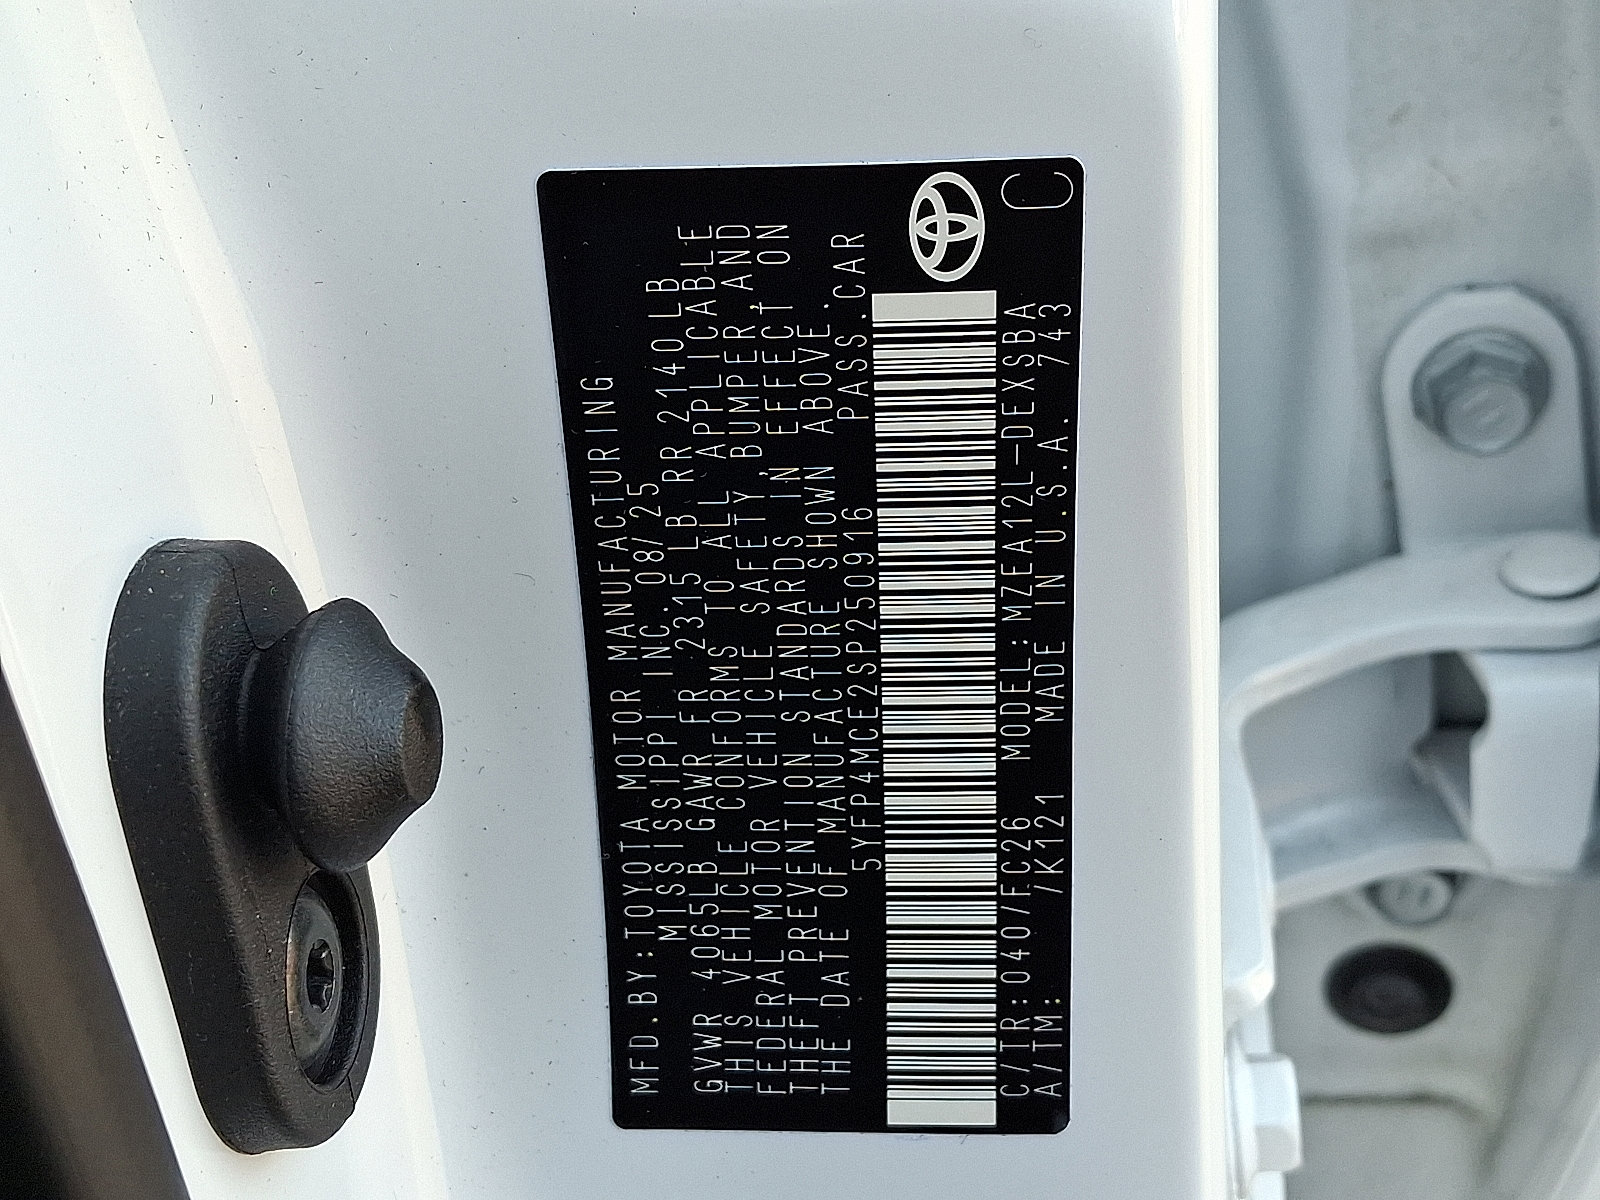 MFD.BY:TOYOTA MOTOR MANUFACTURING
MISSISSIPPI INC. 08/25
GVWR 4065LB GAWR FR 2315 LB RR 2140LB
THIS VEHICLE CONFORMS TO ALL APPLICABLE
FEDERAL MOTOR VEHICLE SAFETY, BUMPER, AND
THEFT PREVENTION STANDARDS IN EFFECT ON
THE DATE OF MANUFACTURE SHOWN ABOVE.
5YFP4MCE2SP250916 PASS.CAR
C/TR:040/FC26 MODEL:MZEA12L-DEXSBA
A/TM: /K121 MADE IN U.S.A. 743
C